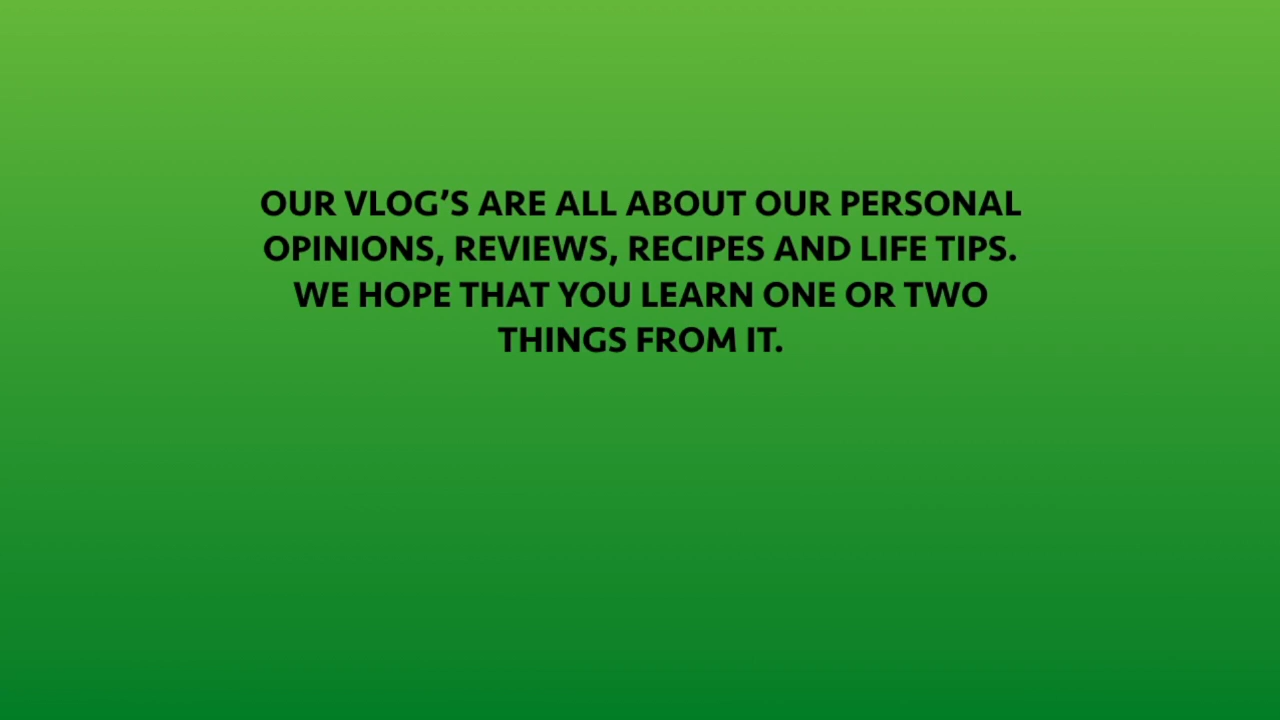 OUR VLOG’S ARE ALL ABOUT OUR PERSONAL
OPINIONS, REVIEWS, RECIPES AND LIFE TIPS.
WE HOPE THAT YOU LEARN ONE OR TWO
THINGS FROM IT.